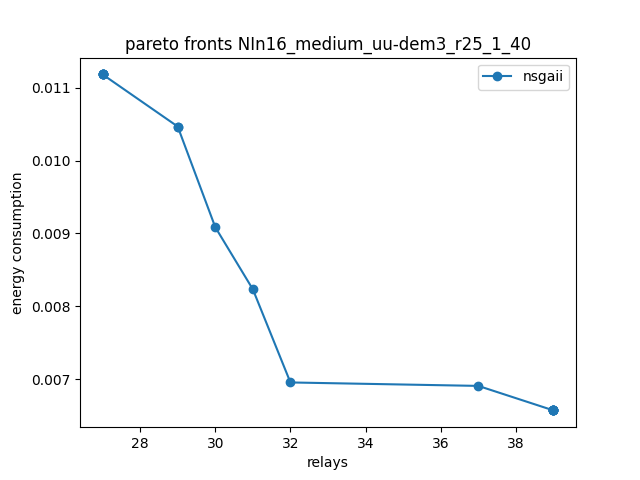 pareto fronts NIn16_medium_uu-dem3_r25_1_40
nsgaii
0.011
0.010
0.009
0.008
0.007
energy consumption
28 30 32 34 36 38
relays